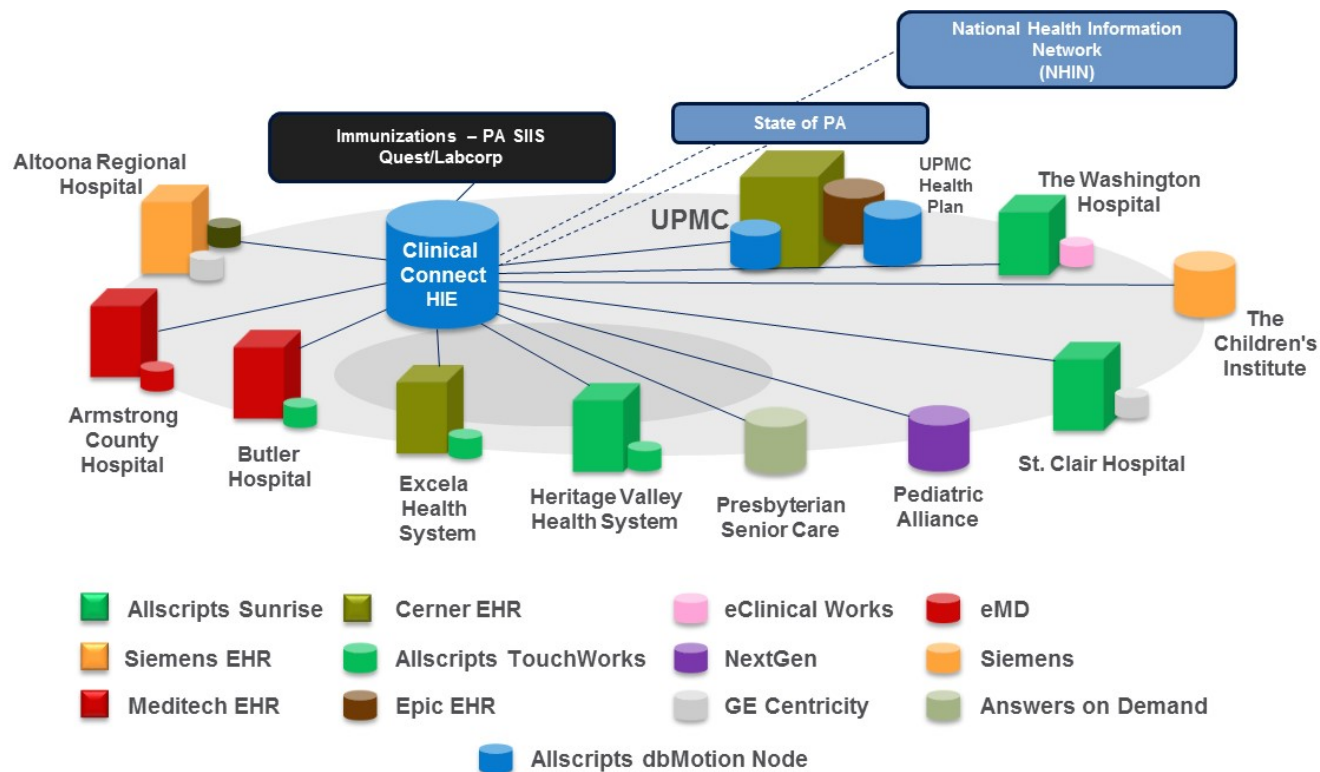 National Health Information
Network
(NHIN)
State of PA
Immunizations – PA SIIS
Quest/Labcorp
Altoona Regional
Hospital
UPMC
Health
Plan
The Washington
Hospital
UPMC
Clinical
Connect
HIE
The
Children's
Institute
Armstrong
County
Hospital
Butler
Hospital
Excela
Health
System
Heritage Valley
Health System
Presbyterian
Senior Care
Pediatric
Alliance
St. Clair Hospital
Allscripts Sunrise
Cerner EHR
eClinical Works
eMD
Siemens EHR
Allscripts TouchWorks
NextGen
Siemens
Meditech EHR
Epic EHR
GE Centricity
Answers on Demand
Allscripts dbMotion Node